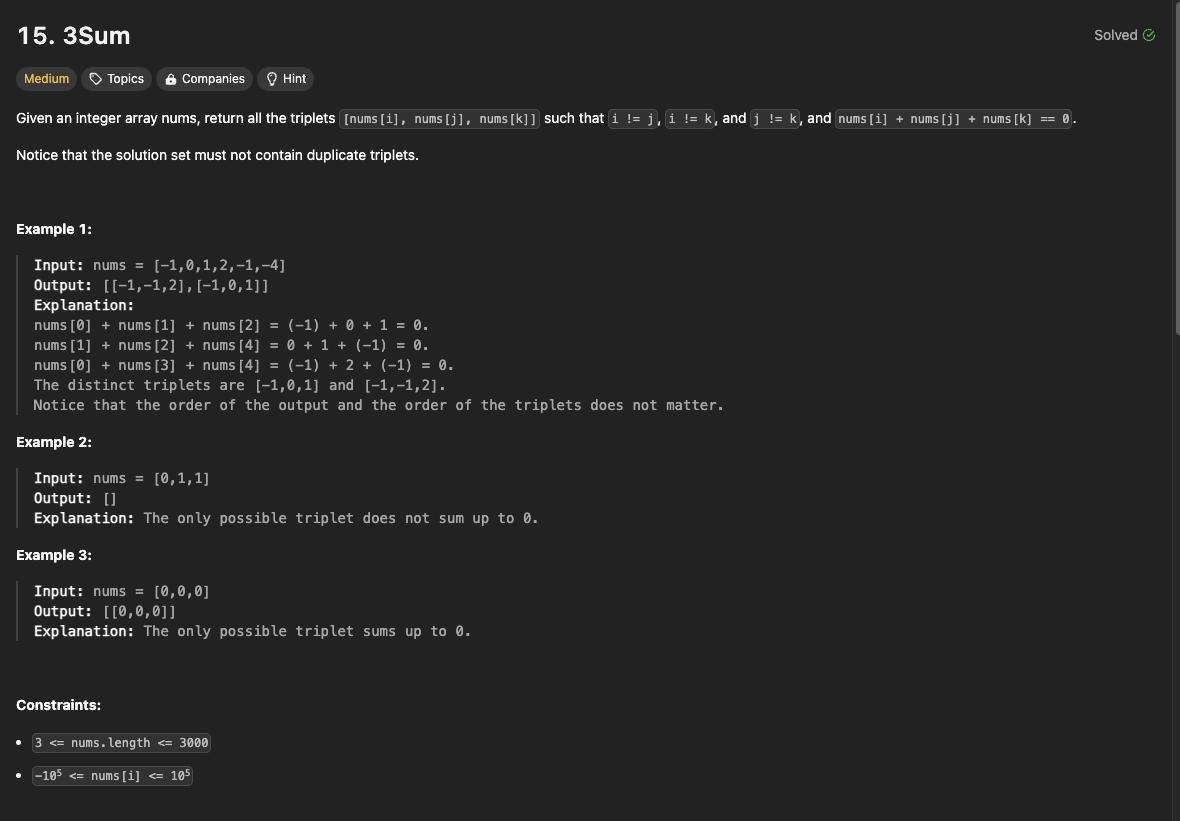 15. 3Sum
Solved
Medium Topics Companies Hint
Given an integer array nums, return all the triplets [nums[i], nums[j], nums[k]] such that i != j, i != k, and j != k, and nums[i] + nums[j] + nums[k] == 0.
Notice that the solution set must not contain duplicate triplets.
Example 1:
Input: nums = [-1,0,1,2,-1,-4]
Output: [[-1,-1,2],[-1,0,1]]
Explanation:
nums[0] + nums[1] + nums[2] = (-1) + 0 + 1 = 0.
nums[1] + nums[2] + nums[4] = 0 + 1 + (-1) = 0.
nums[0] + nums[3] + nums[4] = (-1) + 2 + (-1) = 0.
The distinct triplets are [-1,0,1] and [-1,-1,2].
Notice that the order of the output and the order of the triplets does not matter.
Example 2:
Input: nums = [0,1,1]
Output: []
Explanation: The only possible triplet does not sum up to 0.
Example 3:
Input: nums = [0,0,0]
Output: [[0,0,0]]
Explanation: The only possible triplet sums up to 0.
Constraints:
• 3 <= nums.length <= 3000
• -10⁵ <= nums[i] <= 10⁵